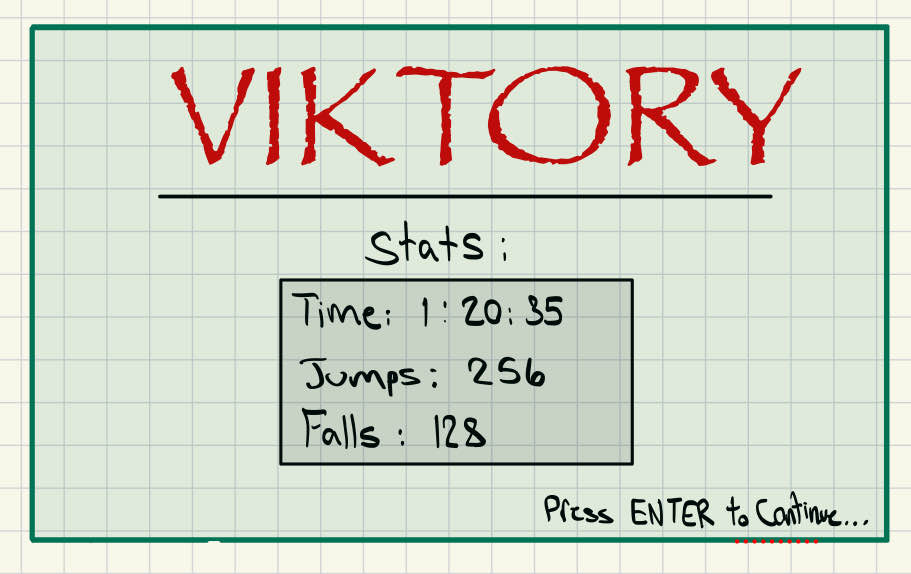 VIKTORY
Stats:
Time: 1:20:35
Jumps: 256
Falls: 128
Press ENTER to Continue...